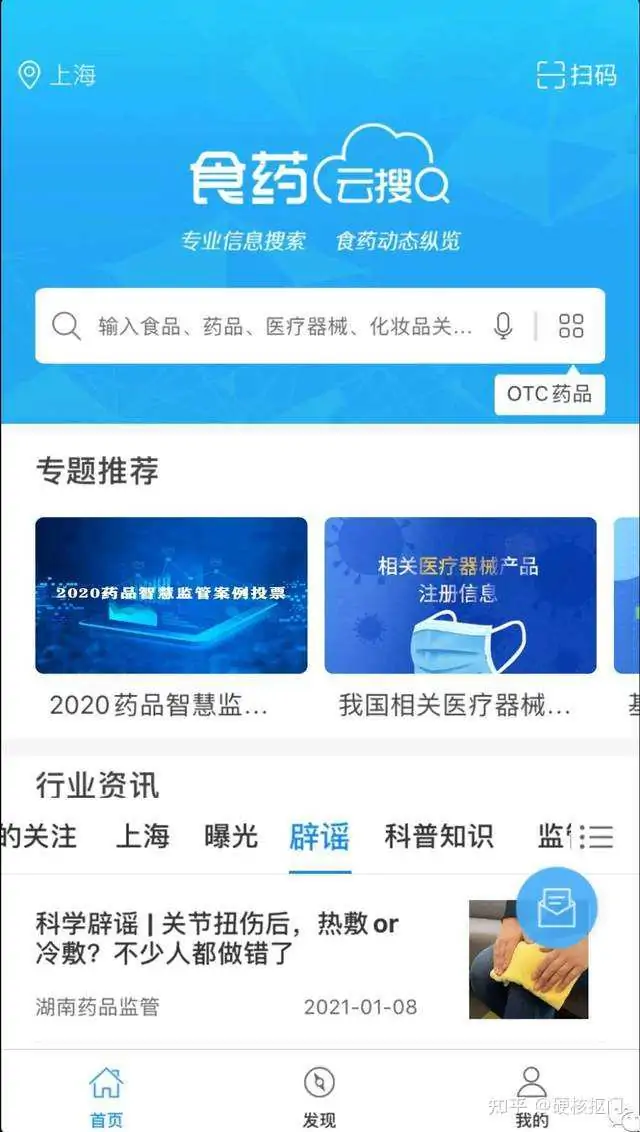 上海
扫码
食药云搜
专业信息搜索 食药动态纵览
输入食品、药品、医疗器械、化妆品关...
OTC药品
专题推荐
2020药品智慧监管案例投票
相关医疗器械产品
注册信息
2020药品智慧监...
我国相关医疗器械...
行业资讯
的关注 上海 曝光 辟谣 科普知识 监
科学辟谣 | 关节扭伤后，热敷or
冷敷？不少人都做错了
湖南药品监管 2021-01-08
首页
发现
我的
知乎 @硬核抠门